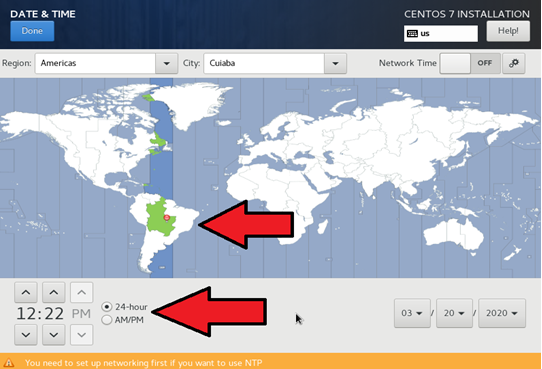 DATE & TIME
CENTOS 7 INSTALLATION
Done
us
Help!
Region: Americas City: Cuiaba Network Time OFF
12:22 PM
24-hour
AM/PM
03 / 20 / 2020
You need to set up networking first if you want to use NTP